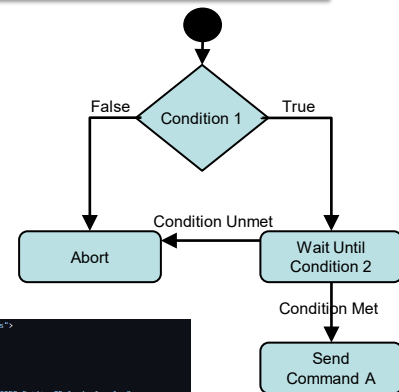 Condition 1
False
True
Condition Unmet
Abort
Wait Until
Condition 2
Condition Met
Send
Command A